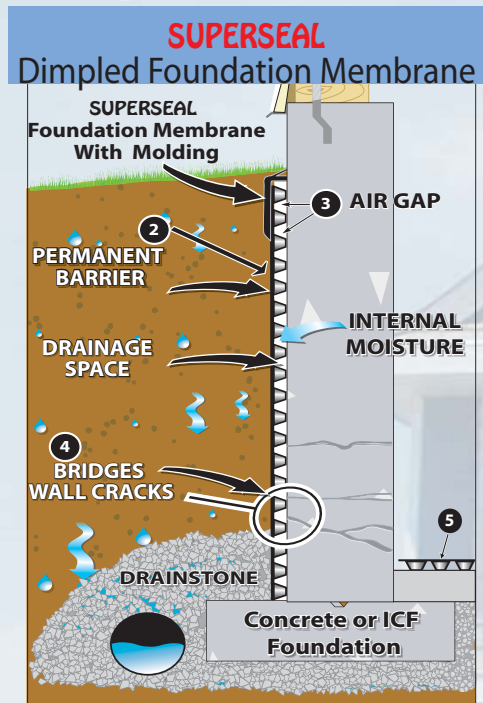 SUPERSEAL
Dimpled Foundation Membrane
SUPERSEAL
Foundation Membrane
With Molding
3 AIR GAP
2
PERMANENT
BARRIER
INTERNAL
MOISTURE
DRAINAGE
SPACE
4
BRIDGES
WALL CRACKS
5
DRAINSTONE
Concrete or ICF
Foundation